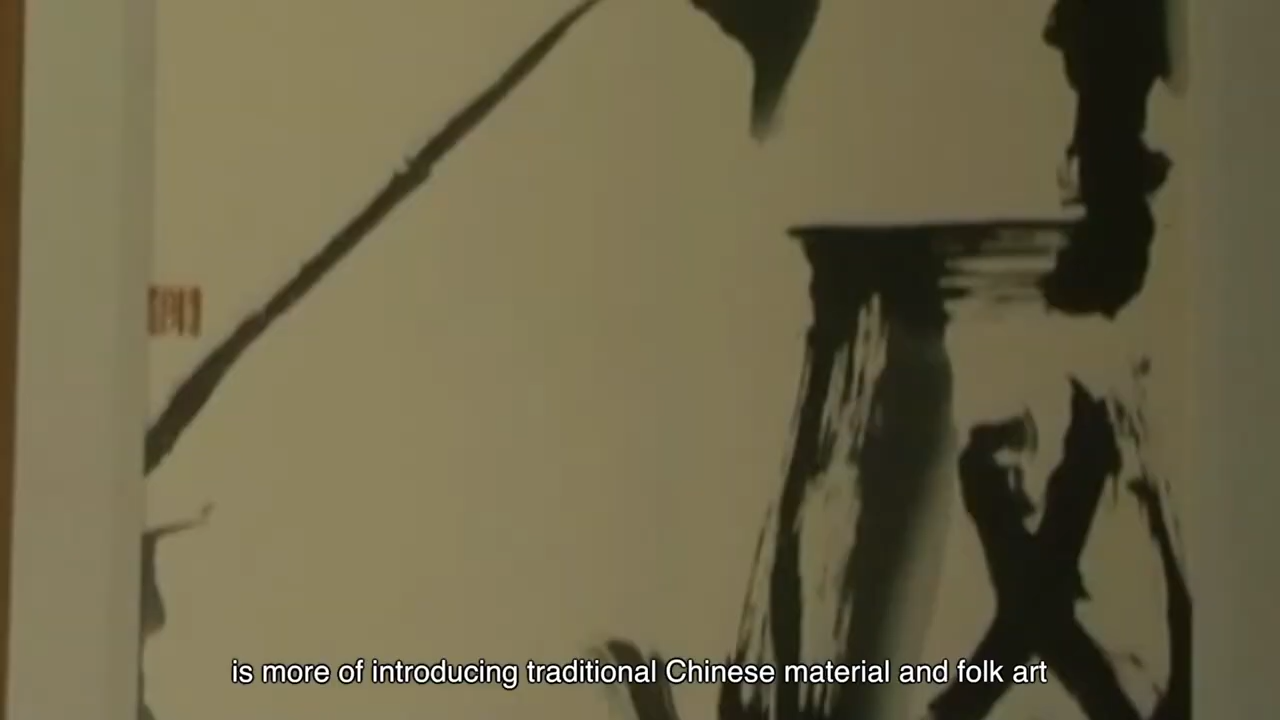 is more of introducing traditional Chinese material and folk art